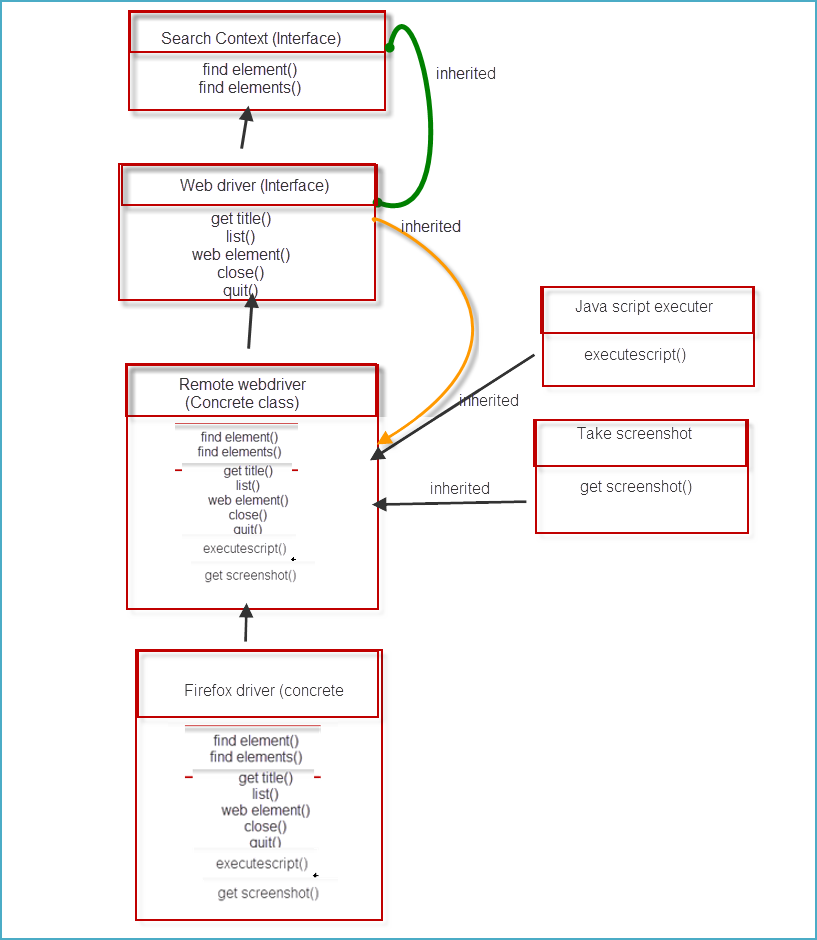 Search Context (Interface)
find element()
find elements()
inherited
Web driver (Interface)
get title()
list()
web element()
close()
quit()
inherited
Java script executer
executescript()
Remote webdriver
(Concrete class)
find element()
find elements()
get title()
list()
web element()
close()
quit()
executescript()
get screenshot()
inherited
Take screenshot
get screenshot()
inherited
Firefox driver (concrete
find element()
find elements()
get title()
list()
web element()
close()
quit()
executescript()
get screenshot()